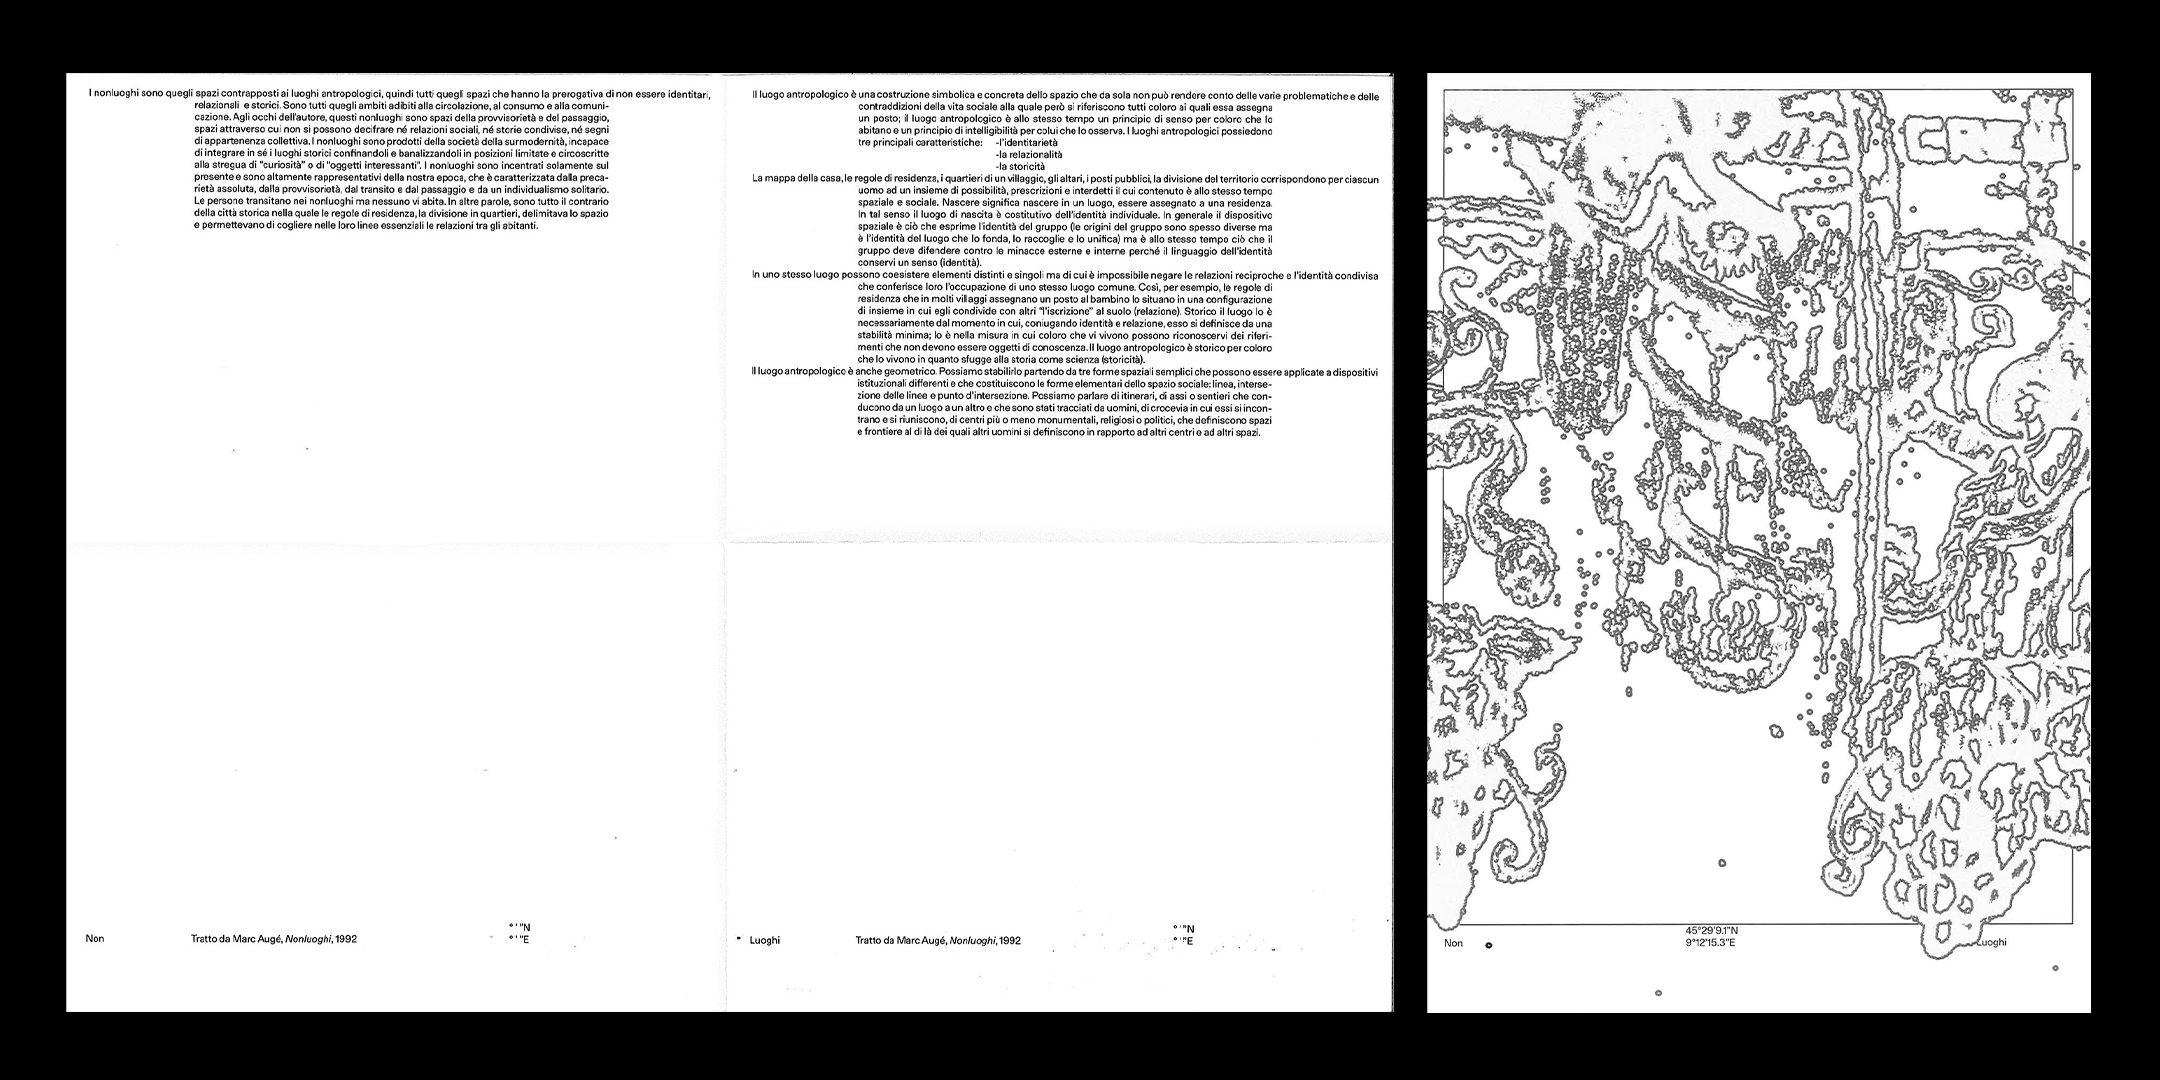 I nonluoghi sono quegli spazi contrapposti ai luoghi antropologici, quindi tutti quegli spazi che hanno la prerogativa di non essere identitari,
relazionali e storici. Sono tutti quegli ambiti adibiti alla circolazione, al consumo e alla comuni-
cazione. Agli occhi dell'autore, questi nonluoghi sono spazi della provvisorietà e del passaggio,
spazi attraverso cui non si possono decifrare né relazioni sociali, né storie condivise, né segni
di appartenenza collettiva. I nonluoghi sono prodotti della società della surmodernità, incapace
di integrare in sé i luoghi storici confinandoli e banalizzandoli in posizioni limitate e circoscritte
alla stregua di "curiosità" o di "oggetti interessanti". I nonluoghi sono incentrati solamente sul
presente e sono altamente rappresentativi della nostra epoca, che è caratterizzata dalla preca-
rietà assoluta, dalla provvisorietà, dal transito e dal passaggio e da un individualismo solitario.
Le persone transitano nei nonluoghi ma nessuno vi abita. In altre parole, sono tutto il contrario
della città storica nella quale le regole di residenza, la divisione in quartieri, delimitava lo spazio
e permettevano di cogliere nelle loro linee essenziali le relazioni tra gli abitanti.
Non
Tratto da Marc Augé, Nonluoghi, 1992
° ' "N
° ' "E
Il luogo antropologico è una costruzione simbolica e concreta dello spazio che da sola non può rendere conto delle varie problematiche e delle
contraddizioni della vita sociale alla quale però si riferiscono tutti coloro ai quali essa assegna
un posto; il luogo antropologico è allo stesso tempo un principio di senso per coloro che lo
abitano e un principio di intelligibilità per colui che lo osserva. I luoghi antropologici possiedono
tre principali caratteristiche: -l'identitarietà
-la relazionalità
-la storicità
La mappa della casa, le regole di residenza, i quartieri di un villaggio, gli altari, i posti pubblici, la divisione del territorio corrispondono per ciascun
uomo ad un insieme di possibilità, prescrizioni e interdetti il cui contenuto è allo stesso tempo
spaziale e sociale. Nascere significa nascere in un luogo, essere assegnato a una residenza.
In tal senso il luogo di nascita è costitutivo dell'identità individuale. In generale il dispositivo
spaziale è ciò che esprime l'identità del gruppo (le origini del gruppo sono spesso diverse ma
è l'identità del luogo che lo fonda, lo raccoglie e lo unifica) ma è allo stesso tempo ciò che il
gruppo deve difendere contro le minacce esterne e interne perché il linguaggio dell'identità
conservi un senso (identità).
In uno stesso luogo possono coesistere elementi distinti e singoli ma di cui è impossibile negare le relazioni reciproche e l'identità condivisa
che conferisce loro l'occupazione di uno stesso luogo comune. Così, per esempio, le regole di
residenza che in molti villaggi assegnano un posto al bambino lo situano in una configurazione
di insieme in cui egli condivide con altri "l'iscrizione" al suolo (relazione). Storico il luogo lo è
necessariamente dal momento in cui, coniugando identità e relazione, esso si definisce da una
stabilità minima; lo è nella misura in cui coloro che vi vivono possono riconoscervi dei riferi-
menti che non devono essere oggetti di conoscenza. Il luogo antropologico è storico per coloro
che lo vivono in quanto sfugge alla storia come scienza (storicità).
Il luogo antropologico è anche geometrico. Possiamo stabilirlo partendo da tre forme spaziali semplici che possono essere applicate a dispositivi
istituzionali differenti e che costituiscono le forme elementari dello spazio sociale: linea, interse-
zione delle linee e punto d'intersezione. Possiamo parlare di itinerari, di assi o sentieri che con-
ducono da un luogo a un altro e che sono stati tracciati da uomini, di crocevia in cui essi si incon-
trano e si riuniscono, di centri più o meno monumentali, religiosi o politici, che definiscono spazi
e frontiere al di là dei quali altri uomini si definiscono in rapporto ad altri centri e ad altri spazi.
Luoghi
Tratto da Marc Augé, Nonluoghi, 1992
° ' "N
° ' "E
CREW
45°29'9.1"N
9°12'15.3"E
Non
Luoghi